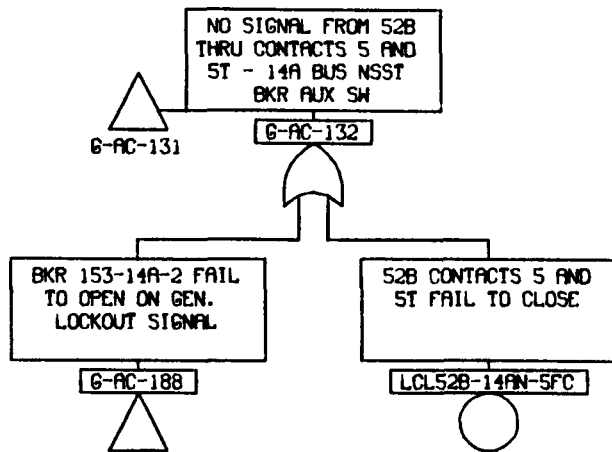 NO SIGNAL FROM 52B
THRU CONTACTS 5 AND
5T - 14A BUS NSST
BKR AUX SW
G-AC-131
G-AC-132
BKR 153-14A-2 FAIL
TO OPEN ON GEN.
LOCKOUT SIGNAL
52B CONTACTS 5 AND
5T FAIL TO CLOSE
G-AC-188
LCL52B-14AN-5FC